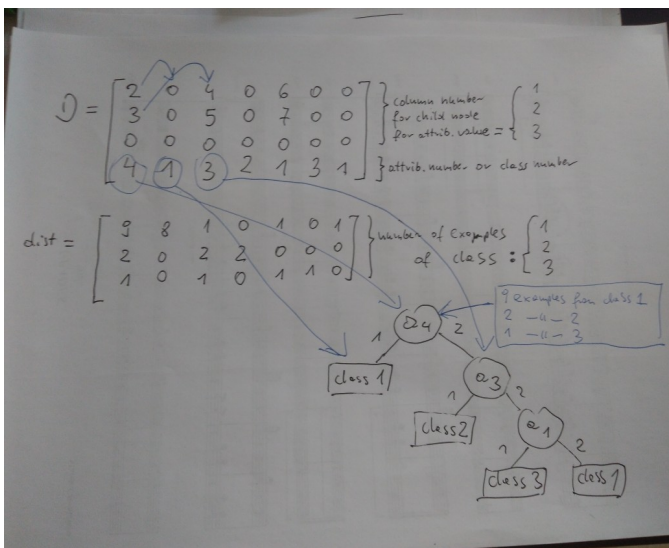 D = [ 2 0 4 0 6 0 0 ] } column number { 1
3 0 5 0 7 0 0 for child node 2
0 0 0 0 0 0 0 for attrib. value = 3
4 1 3 2 1 3 1 } attrib. number or class number
dist = [ 9 8 1 0 1 0 1 ] } number of Examples { 1
2 0 2 2 0 0 0 of class : 2
1 0 1 0 1 1 0 3
9 examples from class 1
2 -"- 2
1 -"- 3
a4
1 2
class 1
a3
1 2
class 2
a1
1 2
class 3
class 1